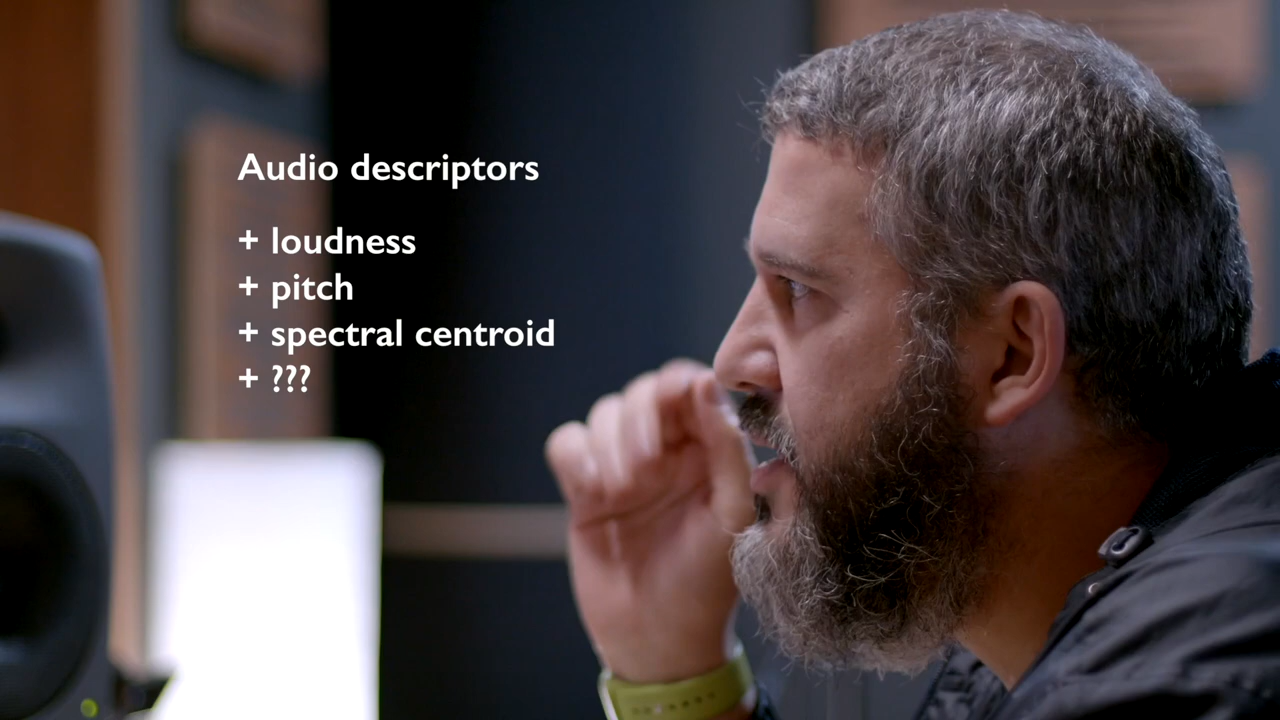 Audio descriptors
+ loudness
+ pitch
+ spectral centroid
+ ???